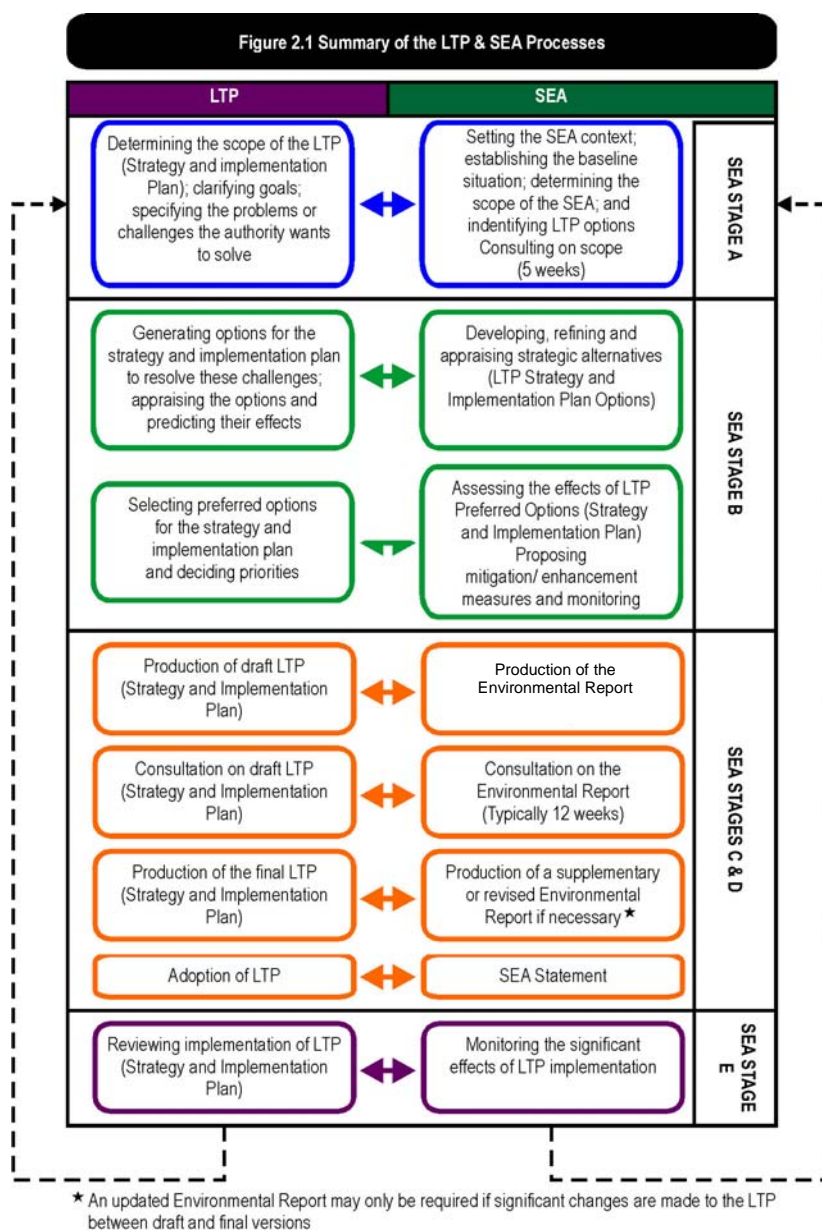 Figure 2.1 Summary of the LTP & SEA Processes
LTP
SEA
Determining the scope of the LTP
(Strategy and implementation
Plan); clarifying goals;
specifying the problems or
challenges the authority wants
to solve
Setting the SEA context;
establishing the baseline
situation; determining the
scope of the SEA; and
indentifying LTP options
Consulting on scope
(5 weeks)
SEA STAGE A
Generating options for the
strategy and implementation plan
to resolve these challenges;
appraising the options and
predicting their effects
Developing, refining and
appraising strategic alternatives
(LTP Strategy and
Implementation Plan Options)
Selecting preferred options
for the strategy and
implementation plan
and deciding priorities
Assessing the effects of LTP
Preferred Options (Strategy
and Implementation Plan)
Proposing
mitigation/ enhancement
measures and monitoring
SEA STAGE B
Production of draft LTP
(Strategy and Implementation
Plan)
Production of the
Environmental Report
Consultation on draft LTP
(Strategy and Implementation
Plan)
Consultation on the
Environmental Report
(Typically 12 weeks)
Production of the final LTP
(Strategy and Implementation
Plan)
Production of a supplementary
or revised Environmental
Report if necessary★
Adoption of LTP
SEA Statement
SEA STAGES C & D
Reviewing implementation of LTP
(Strategy and Implementation
Plan)
Monitoring the significant
effects of LTP implementation
SEA STAGE
E
★ An updated Environmental Report may only be required if significant changes are made to the LTP
between draft and final versions